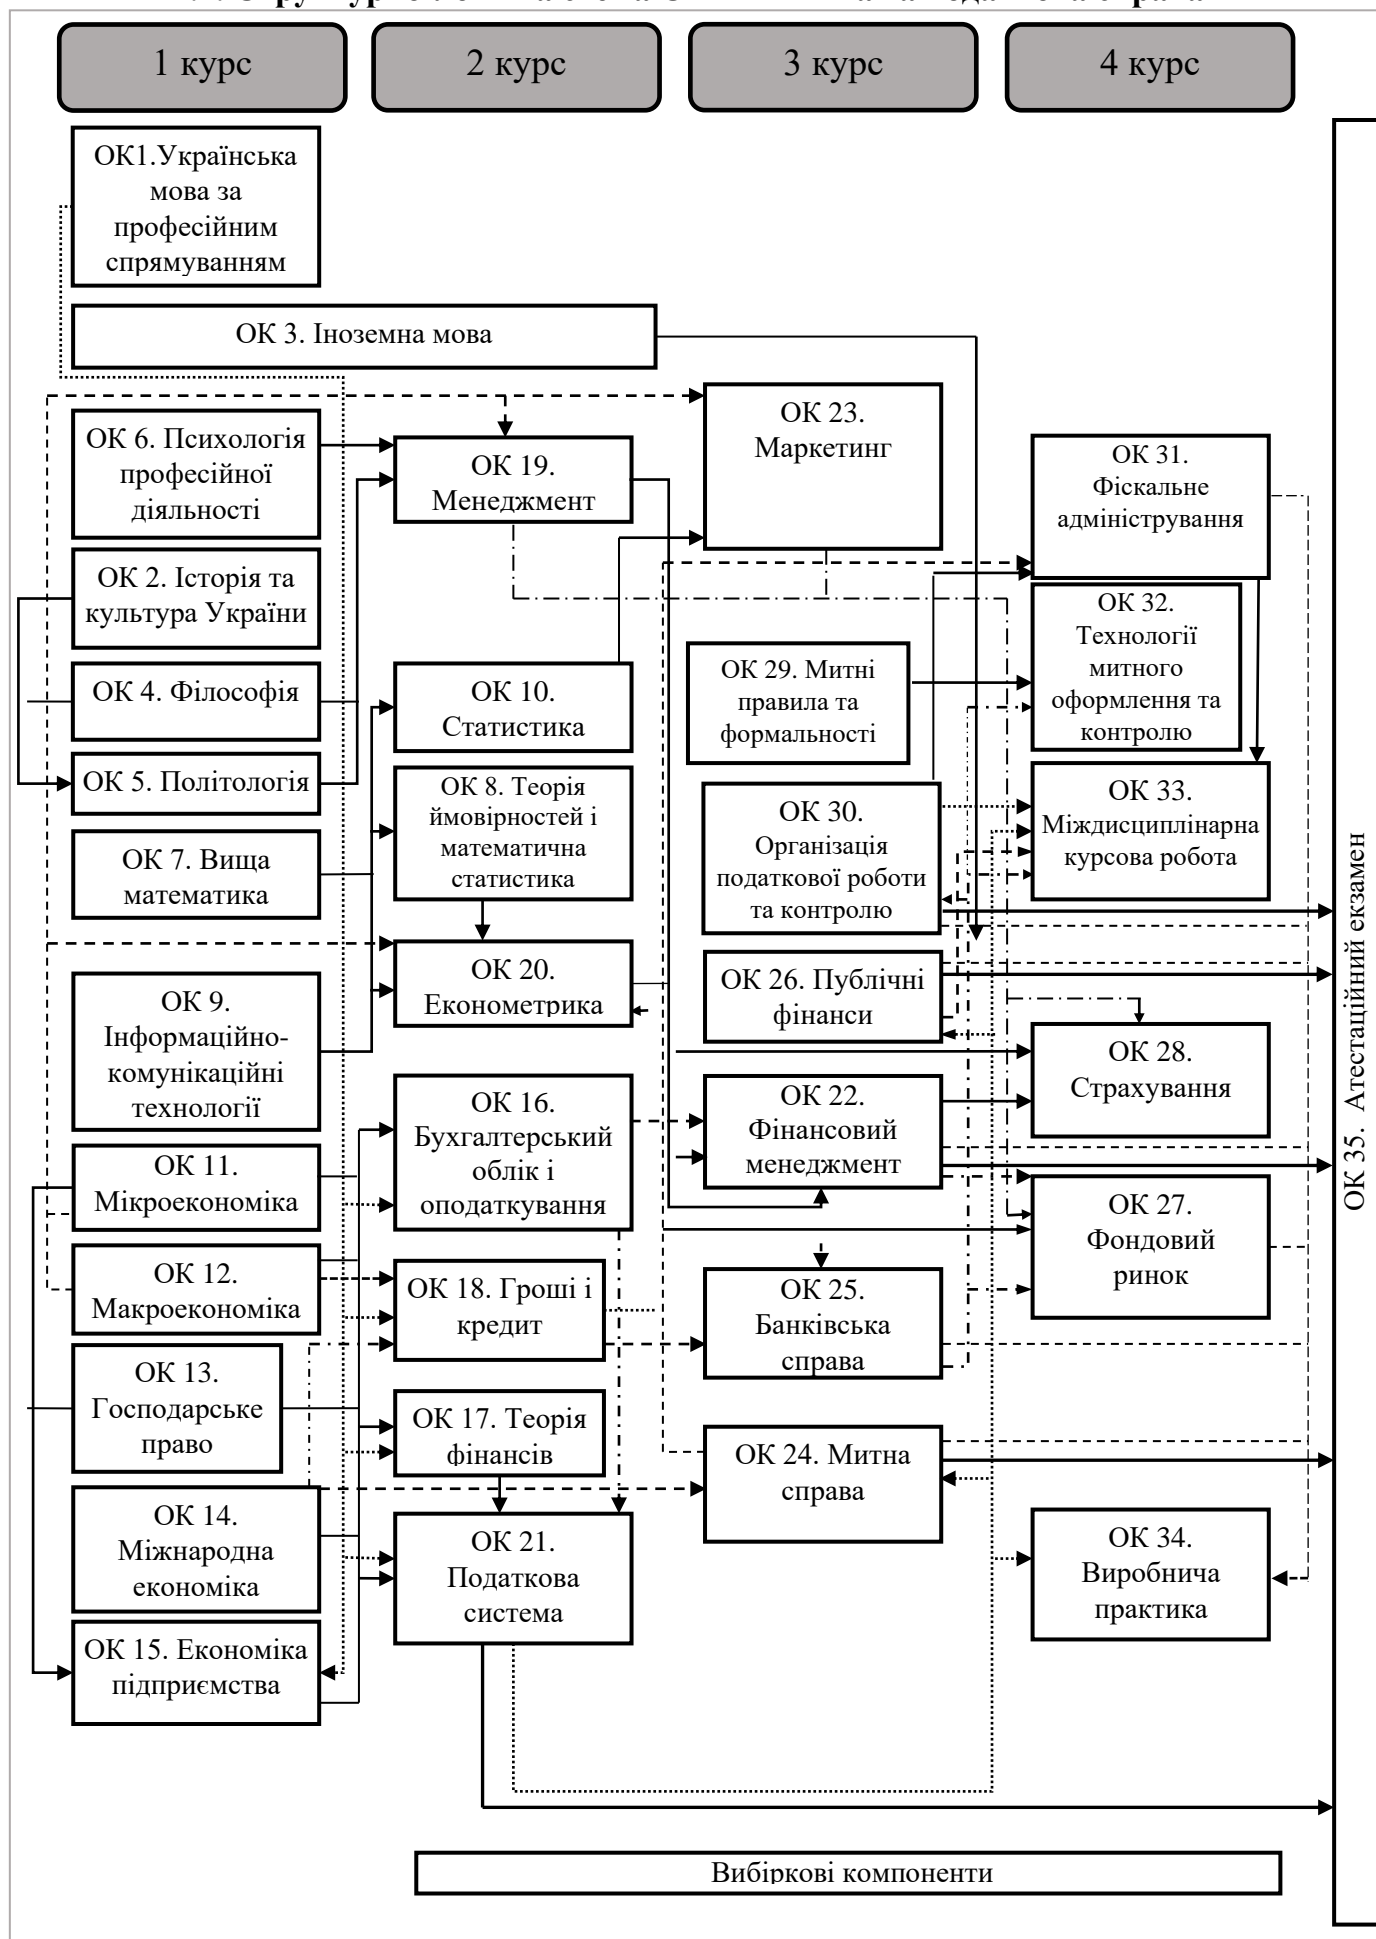 1 курс
2 курс
3 курс
4 курс
ОК1.Українська
мова за
професійним
спрямуванням
ОК 3. Іноземна мова
ОК 6. Психологія
професійної
діяльності
ОК 2. Історія та
культура України
ОК 4. Філософія
ОК 5. Політологія
ОК 7. Вища
математика
ОК 9.
Інформаційно-
комунікаційні
технології
ОК 11.
Мікроекономіка
ОК 12.
Макроекономіка
ОК 13.
Господарське
право
ОК 14.
Міжнародна
економіка
ОК 15. Економіка
підприємства
ОК 19.
Менеджмент
ОК 10.
Статистика
ОК 8. Теорія
ймовірностей і
математична
статистика
ОК 20.
Економетрика
ОК 16.
Бухгалтерський
облік і
оподаткування
ОК 18. Гроші і
кредит
ОК 17. Теорія
фінансів
ОК 21.
Податкова
система
ОК 23.
Маркетинг
ОК 29. Митні
правила та
формальності
ОК 30.
Організація
податкової роботи
та контролю
ОК 26. Публічні
фінанси
ОК 22.
Фінансовий
менеджмент
ОК 25.
Банківська
справа
ОК 24. Митна
справа
ОК 31.
Фіскальне
адміністрування
ОК 32.
Технології
митного
оформлення та
контролю
ОК 33.
Міждисциплінарна
курсова робота
ОК 28.
Страхування
ОК 27.
Фондовий
ринок
ОК 34.
Виробнича
практика
ОК 35. Атестаційний екзамен
Вибіркові компоненти